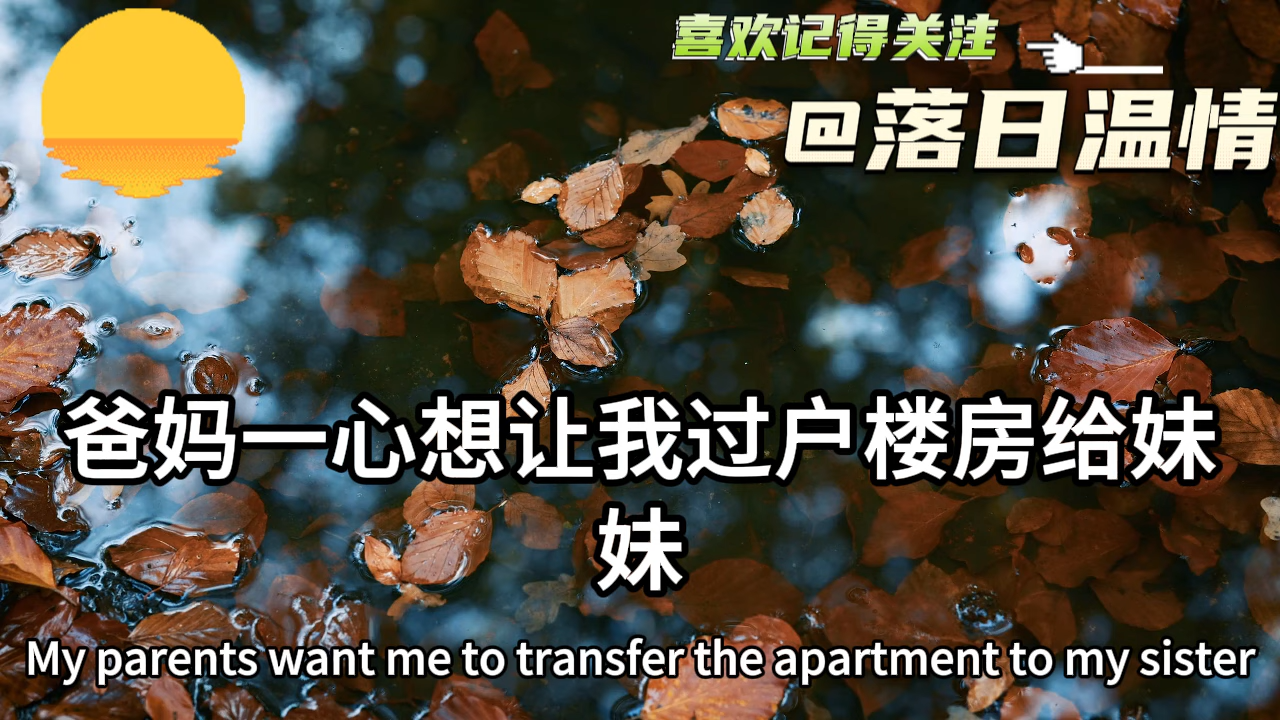 喜欢记得关注
@落日温情
爸妈一心想让我过户楼房给妹
妹
My parents want me to transfer the apartment to my sister